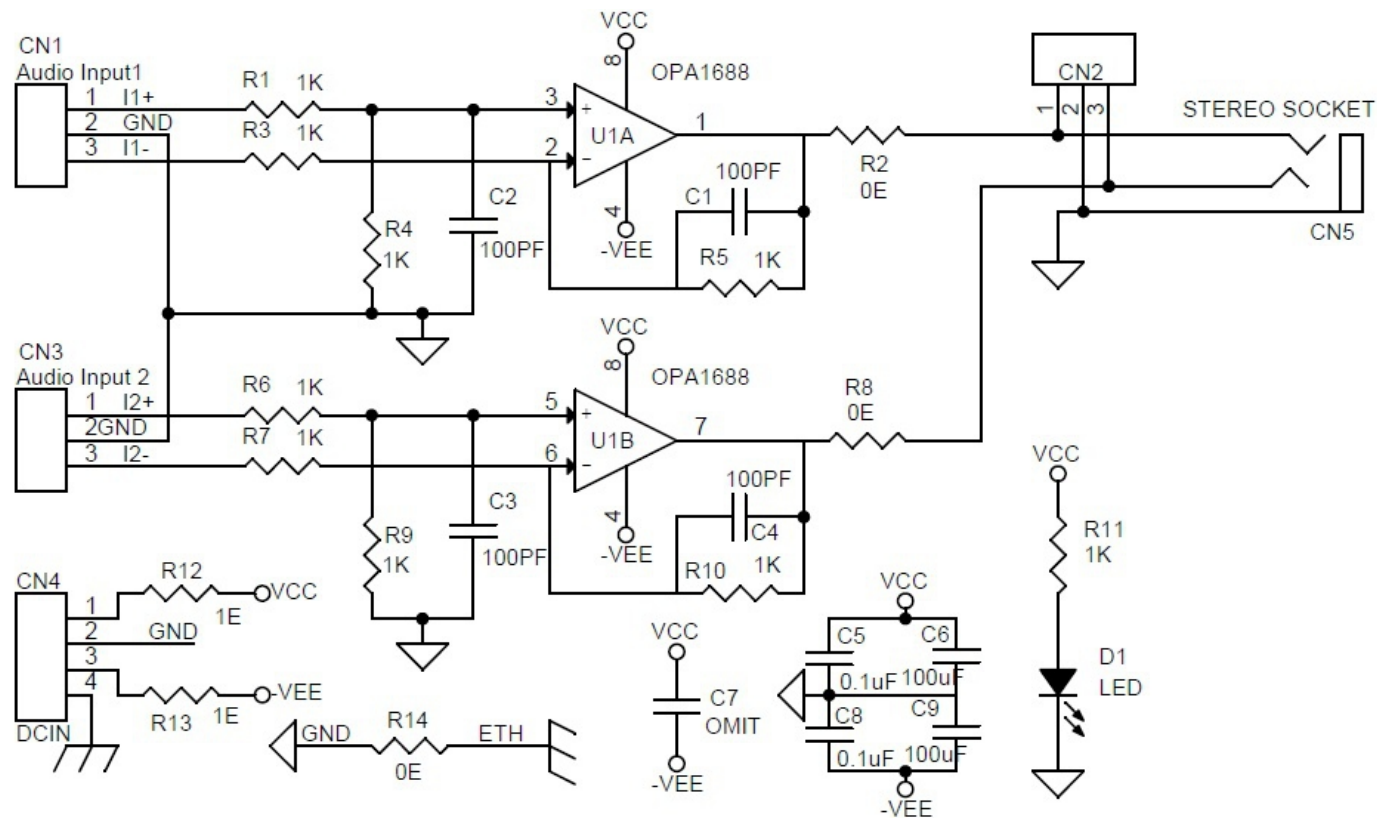 CN1
Audio Input1
1 I1+
2 GND
3 I1-
R1 1K
R3 1K
R4
1K
C2
100PF
VCC
8
OPA1688
3 +
U1A
1
2 -
4
-VEE
100PF
C1
R5 1K
R2
0E
CN2
1 2 3
STEREO SOCKET
CN5
CN3
Audio Input 2
1 I2+
2GND
3 I2-
R6 1K
R7 1K
R9
1K
C3
100PF
VCC
8
OPA1688
5 +
U1B
7
6 -
4
-VEE
100PF
C4
R10 1K
R8
0E
VCC
R11
1K
D1
LED
CN4
1
2
3
4
DCIN
R12
1E
VCC
GND
R13 1E
-VEE
GND
R14
0E
ETH
VCC
C7
OMIT
-VEE
VCC
C5 C6
0.1uF 100uF
C8 C9
0.1uF 100uF
-VEE